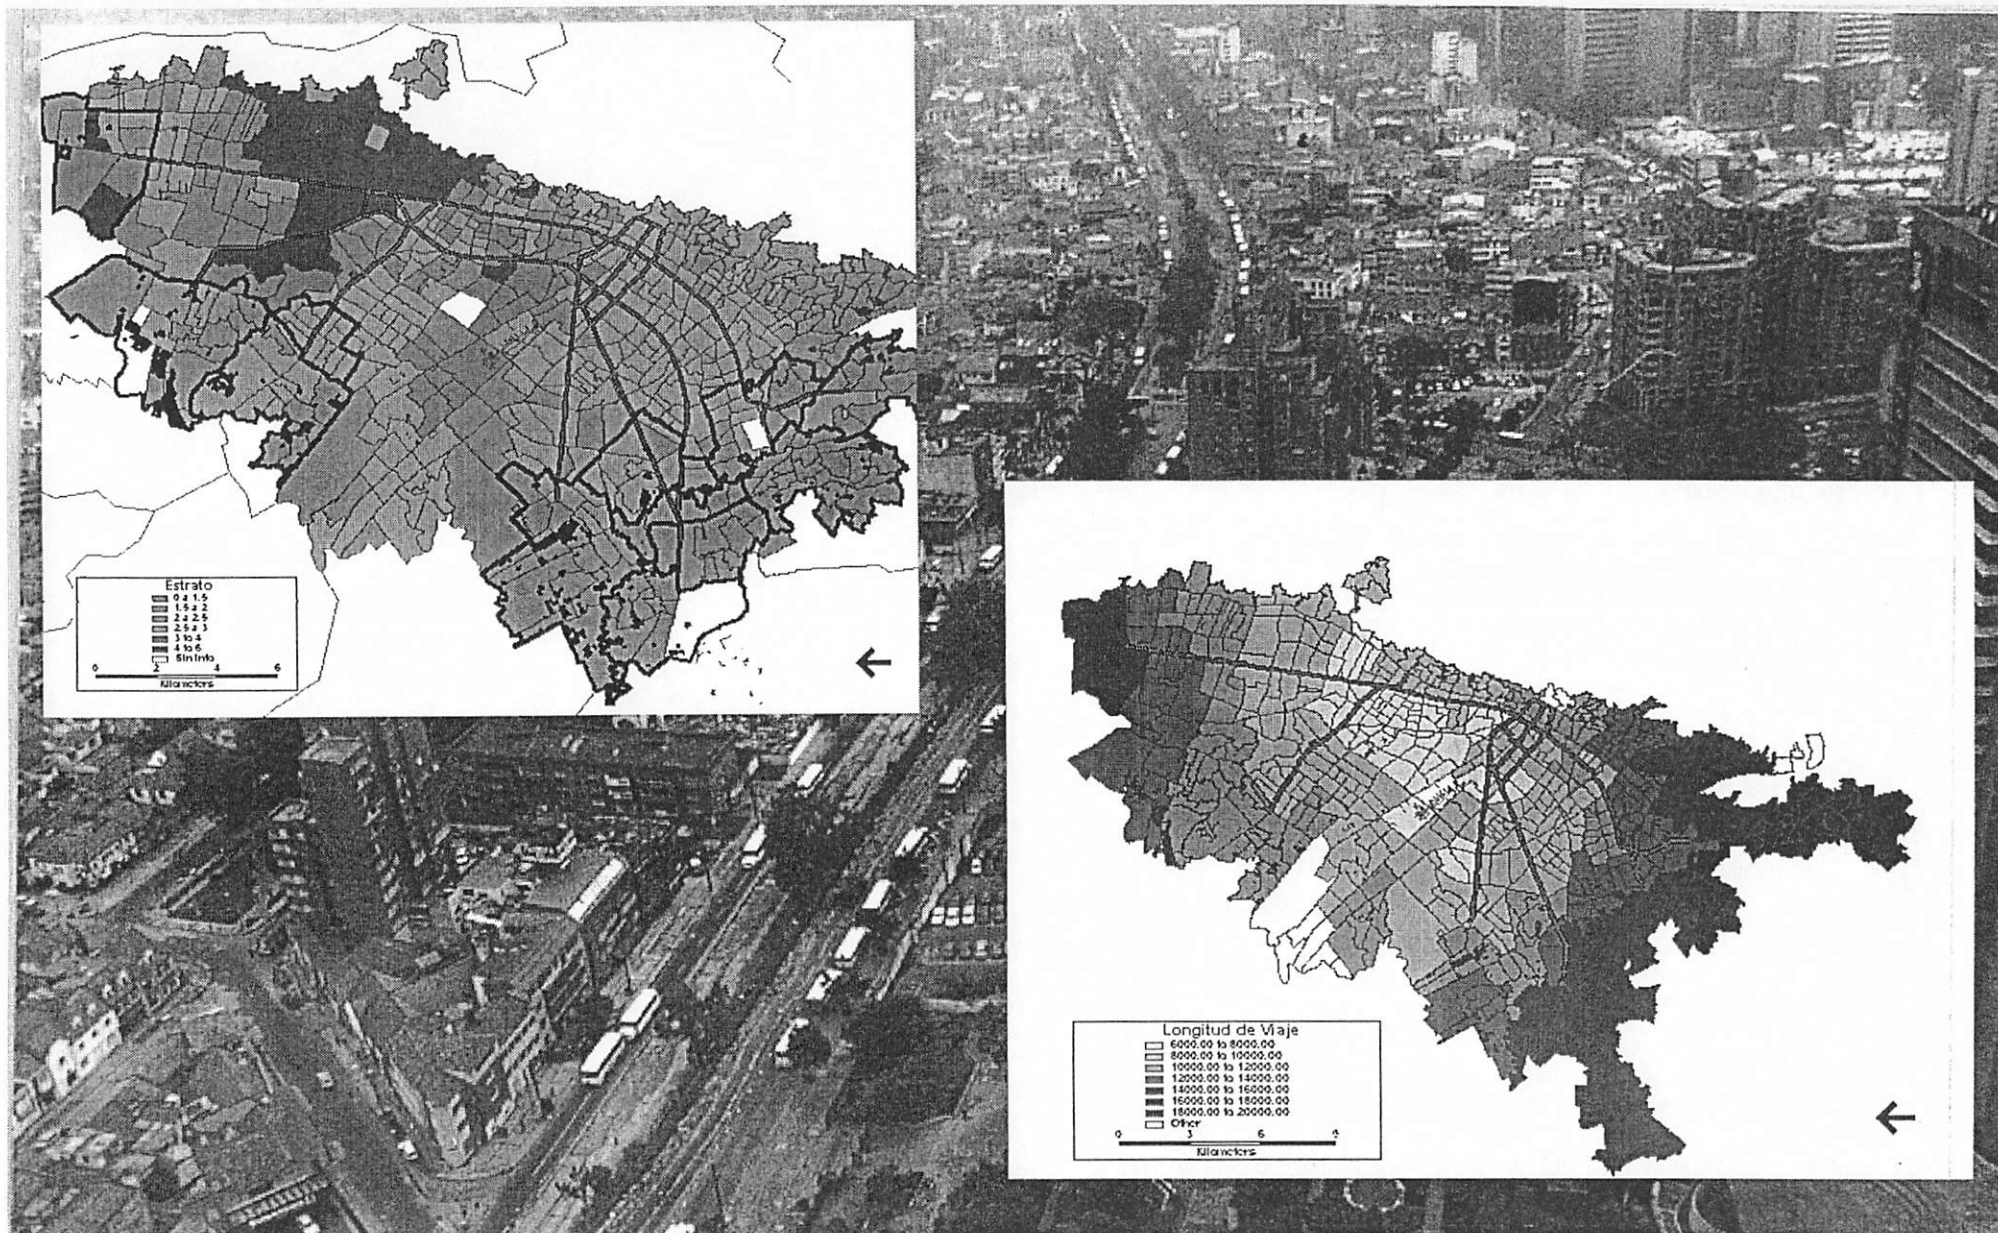 Estrato
0 a 1.5
1.5 a 2
2 a 2.5
2.5 a 3
3 to 4
4 to 6
Sin Info
0 2 4 6
Kilometers
Longitud de Viaje
6000.00 to 8000.00
8000.00 to 10000.00
10000.00 to 12000.00
12000.00 to 14000.00
14000.00 to 16000.00
16000.00 to 18000.00
18000.00 to 20000.00
Other
0 3 6 9
Kilometers